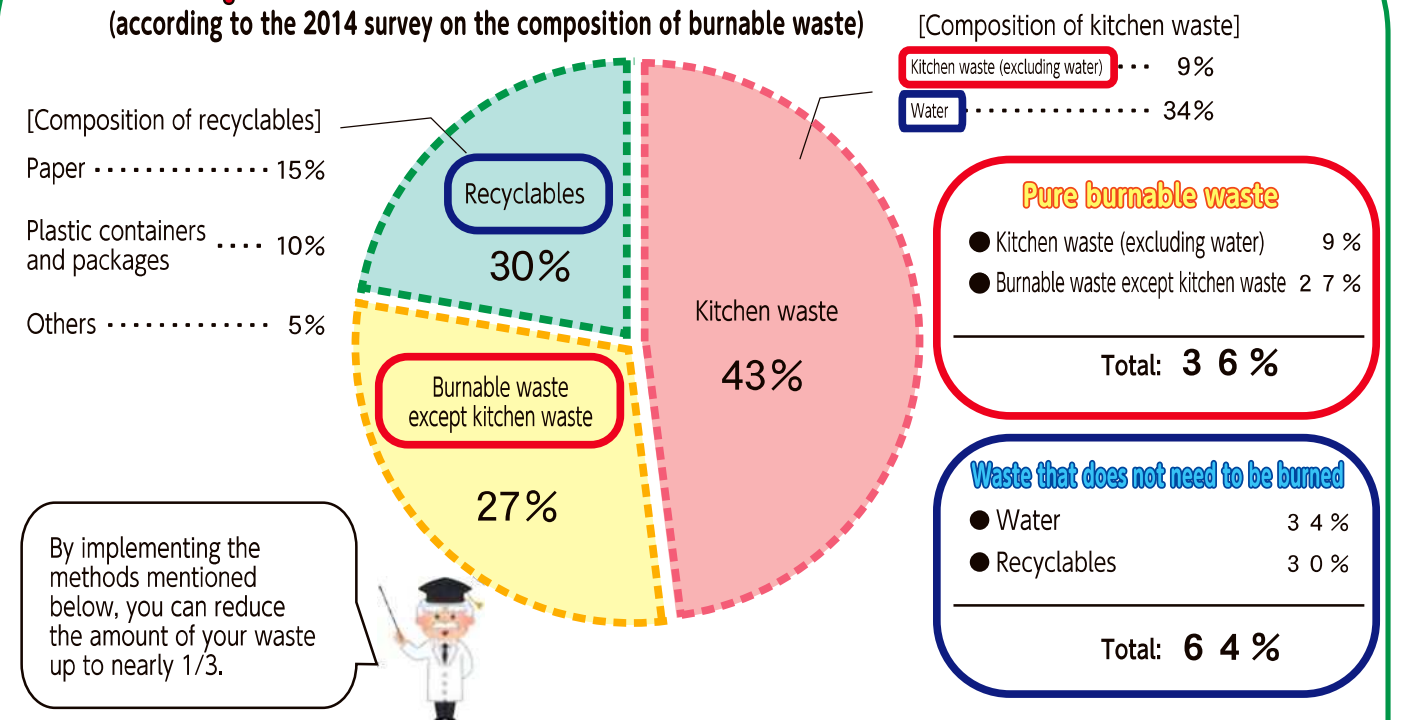 (according to the 2014 survey on the composition of burnable waste)
[Composition of kitchen waste]
Kitchen waste (excluding water) ··· 9%
Water ················ 34%
[Composition of recyclables]
Paper ············· 15%
Plastic containers
and packages ···· 10%
Others ············ 5%
Recyclables
30%
Kitchen waste
43%
Burnable waste
except kitchen waste
27%
Pure burnable waste
● Kitchen waste (excluding water) 9%
● Burnable waste except kitchen waste 27%
Total: 36%
Waste that does not need to be burned
● Water 34%
● Recyclables 30%
Total: 64%
By implementing the
methods mentioned
below, you can reduce
the amount of your waste
up to nearly 1/3.